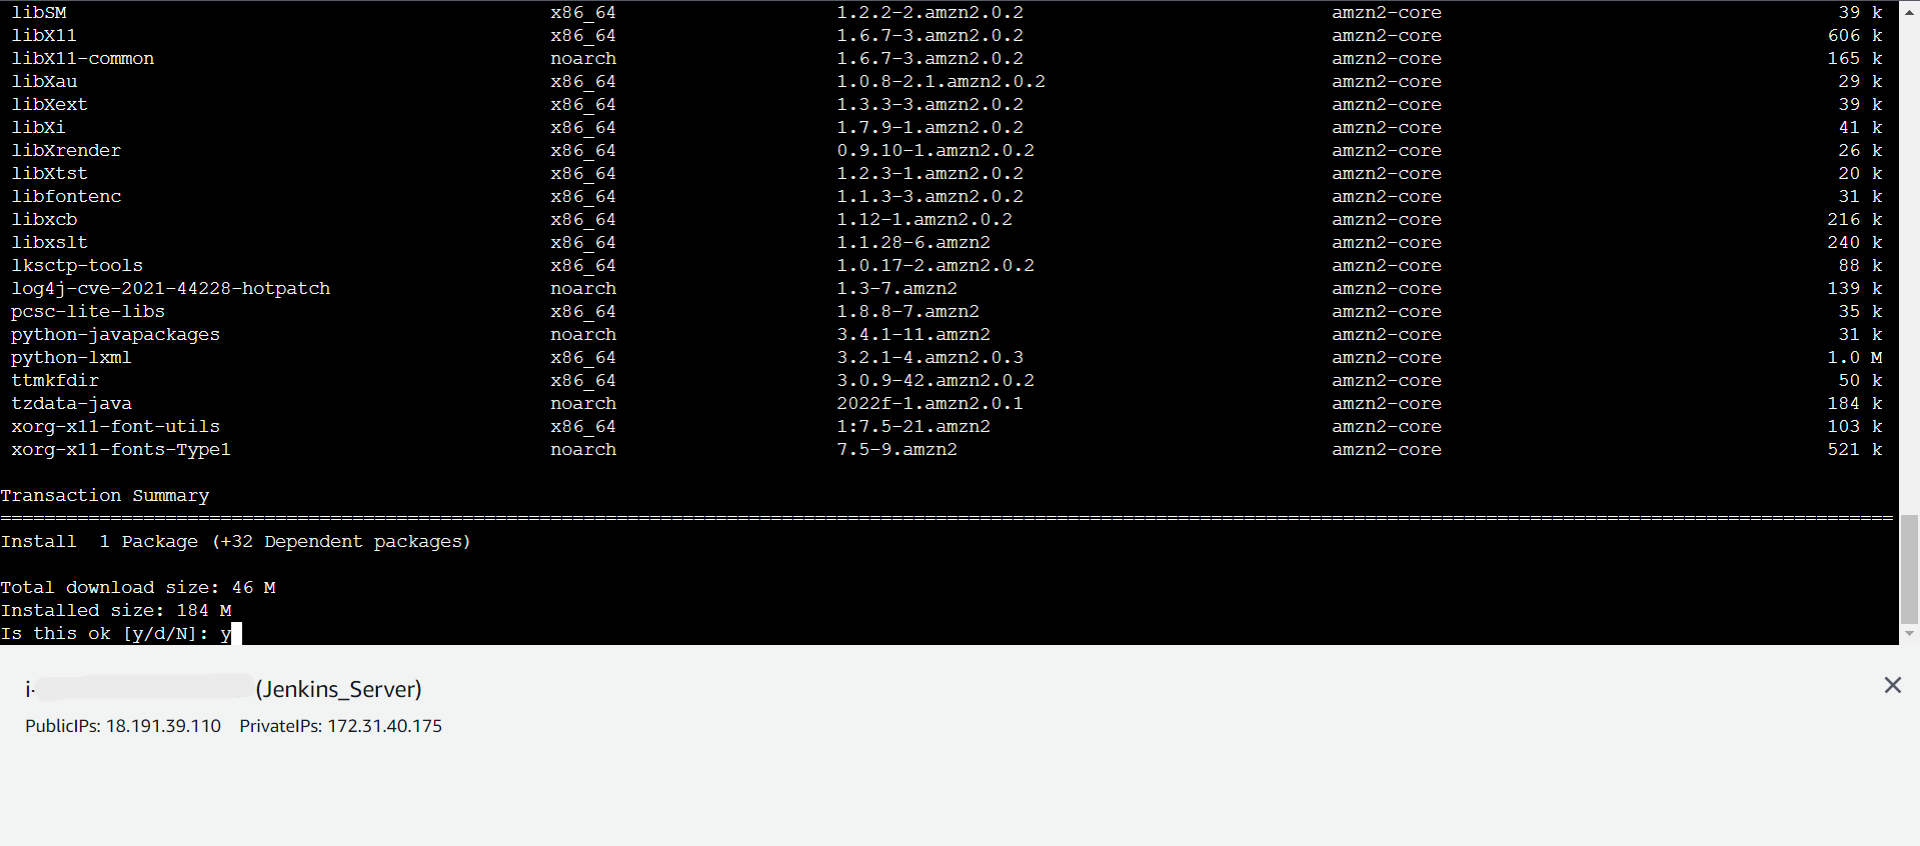 libSM x86_64 1.2.2-2.amzn2.0.2 amzn2-core 39 k
libX11 x86_64 1.6.7-3.amzn2.0.2 amzn2-core 606 k
libX11-common noarch 1.6.7-3.amzn2.0.2 amzn2-core 165 k
libXau x86_64 1.0.8-2.1.amzn2.0.2 amzn2-core 29 k
libXext x86_64 1.3.3-3.amzn2.0.2 amzn2-core 39 k
libXi x86_64 1.7.9-1.amzn2.0.2 amzn2-core 41 k
libXrender x86_64 0.9.10-1.amzn2.0.2 amzn2-core 26 k
libXtst x86_64 1.2.3-1.amzn2.0.2 amzn2-core 20 k
libfontenc x86_64 1.1.3-3.amzn2.0.2 amzn2-core 31 k
libxcb x86_64 1.12-1.amzn2.0.2 amzn2-core 216 k
libxslt x86_64 1.1.28-6.amzn2 amzn2-core 240 k
lksctp-tools x86_64 1.0.17-2.amzn2.0.2 amzn2-core 88 k
log4j-cve-2021-44228-hotpatch noarch 1.3-7.amzn2 amzn2-core 139 k
pcsc-lite-libs x86_64 1.8.8-7.amzn2 amzn2-core 35 k
python-javapackages noarch 3.4.1-11.amzn2 amzn2-core 31 k
python-lxml x86_64 3.2.1-4.amzn2.0.3 amzn2-core 1.0 M
ttmkfdir x86_64 3.0.9-42.amzn2.0.2 amzn2-core 50 k
tzdata-java noarch 2022f-1.amzn2.0.1 amzn2-core 184 k
xorg-x11-font-utils x86_64 1:7.5-21.amzn2 amzn2-core 103 k
xorg-x11-fonts-Type1 noarch 7.5-9.amzn2 amzn2-core 521 k
Transaction Summary
Install 1 Package (+32 Dependent packages)
Total download size: 46 M
Installed size: 184 M
Is this ok [y/d/N]: y
i- (Jenkins_Server)
PublicIPs: 18.191.39.110 PrivateIPs: 172.31.40.175